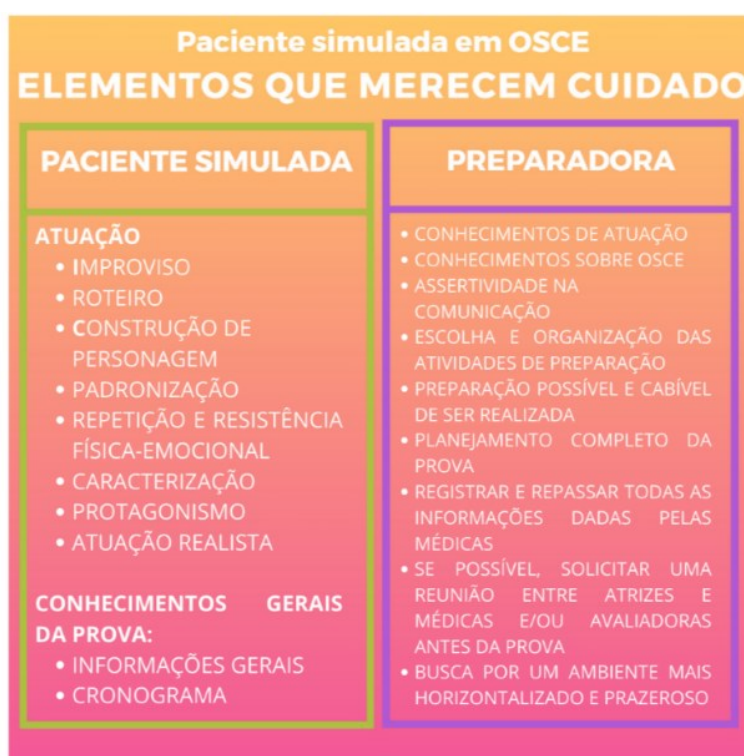 Paciente simulada em OSCE
ELEMENTOS QUE MERECEM CUIDADO
PACIENTE SIMULADA
ATUAÇÃO
• IMPROVISO
• ROTEIRO
• CONSTRUÇÃO DE
PERSONAGEM
• PADRONIZAÇÃO
• REPETIÇÃO E RESISTÊNCIA
FÍSICA-EMOCIONAL
• CARACTERIZAÇÃO
• PROTAGONISMO
• ATUAÇÃO REALISTA
CONHECIMENTOS GERAIS
DA PROVA:
• INFORMAÇÕES GERAIS
• CRONOGRAMA
PREPARADORA
• CONHECIMENTOS DE ATUAÇÃO
• CONHECIMENTOS SOBRE OSCE
• ASSERTIVIDADE NA
COMUNICAÇÃO
• ESCOLHA E ORGANIZAÇÃO DAS
ATIVIDADES DE PREPARAÇÃO
• PREPARAÇÃO POSSÍVEL E CABÍVEL
DE SER REALIZADA
• PLANEJAMENTO COMPLETO DA
PROVA
• REGISTRAR E REPASSAR TODAS AS
INFORMAÇÕES DADAS PELAS
MÉDICAS
• SE POSSÍVEL, SOLICITAR UMA
REUNIÃO ENTRE ATRIZES E
MÉDICAS E/OU AVALIADORAS
ANTES DA PROVA
• BUSCA POR UM AMBIENTE MAIS
HORIZONTALIZADO E PRAZEROSO